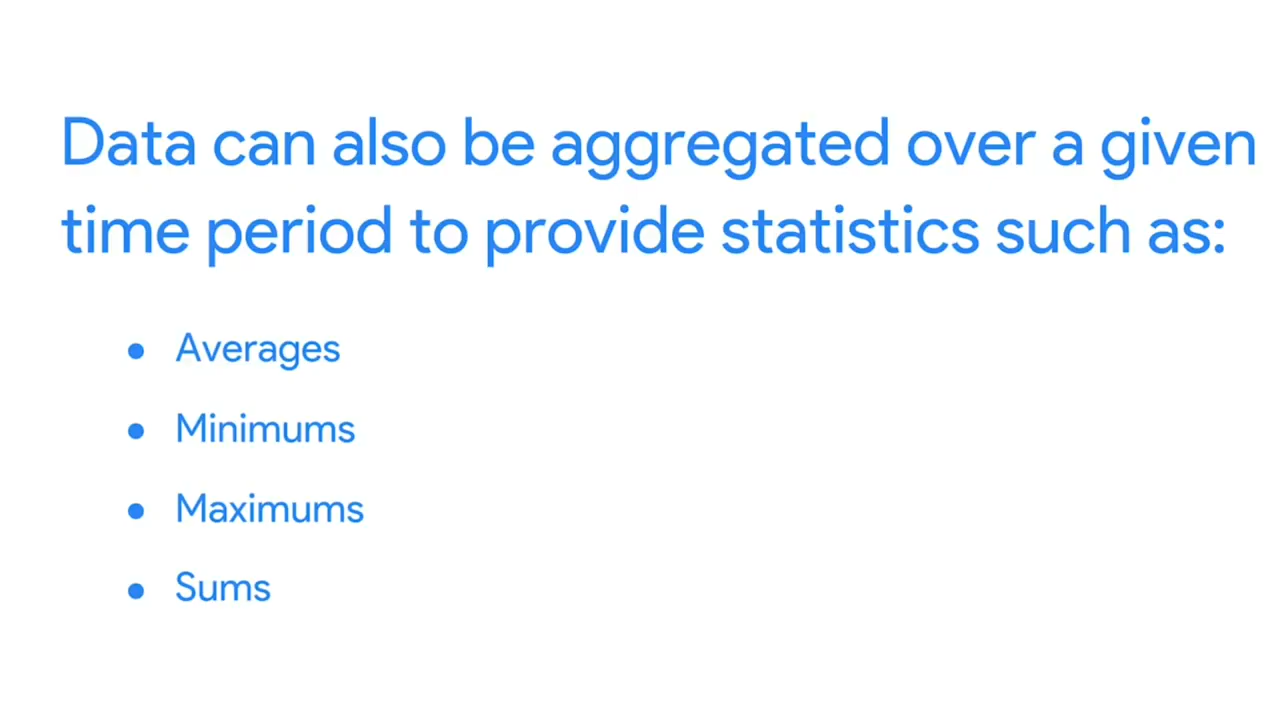 Data can also be aggregated over a given
time period to provide statistics such as:
● Averages
● Minimums
● Maximums
● Sums